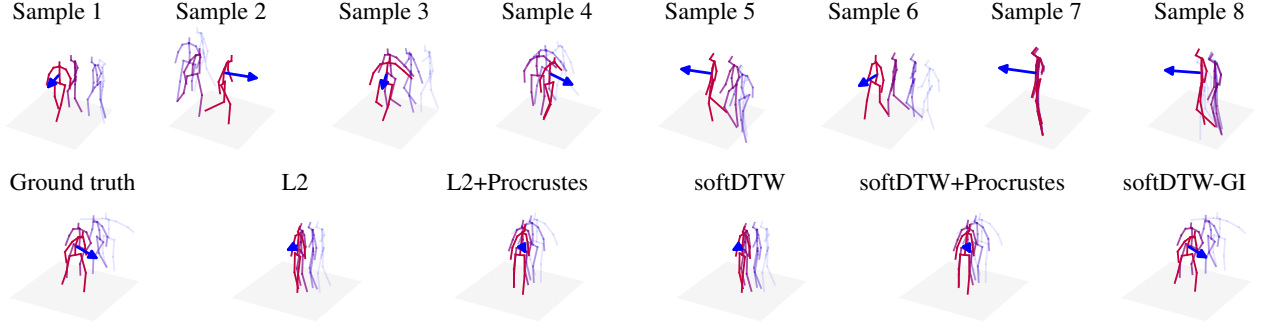 Sample 1 Sample 2 Sample 3 Sample 4 Sample 5 Sample 6 Sample 7 Sample 8
Ground truth L2 L2+Procrustes softDTW softDTW+Procrustes softDTW-GI